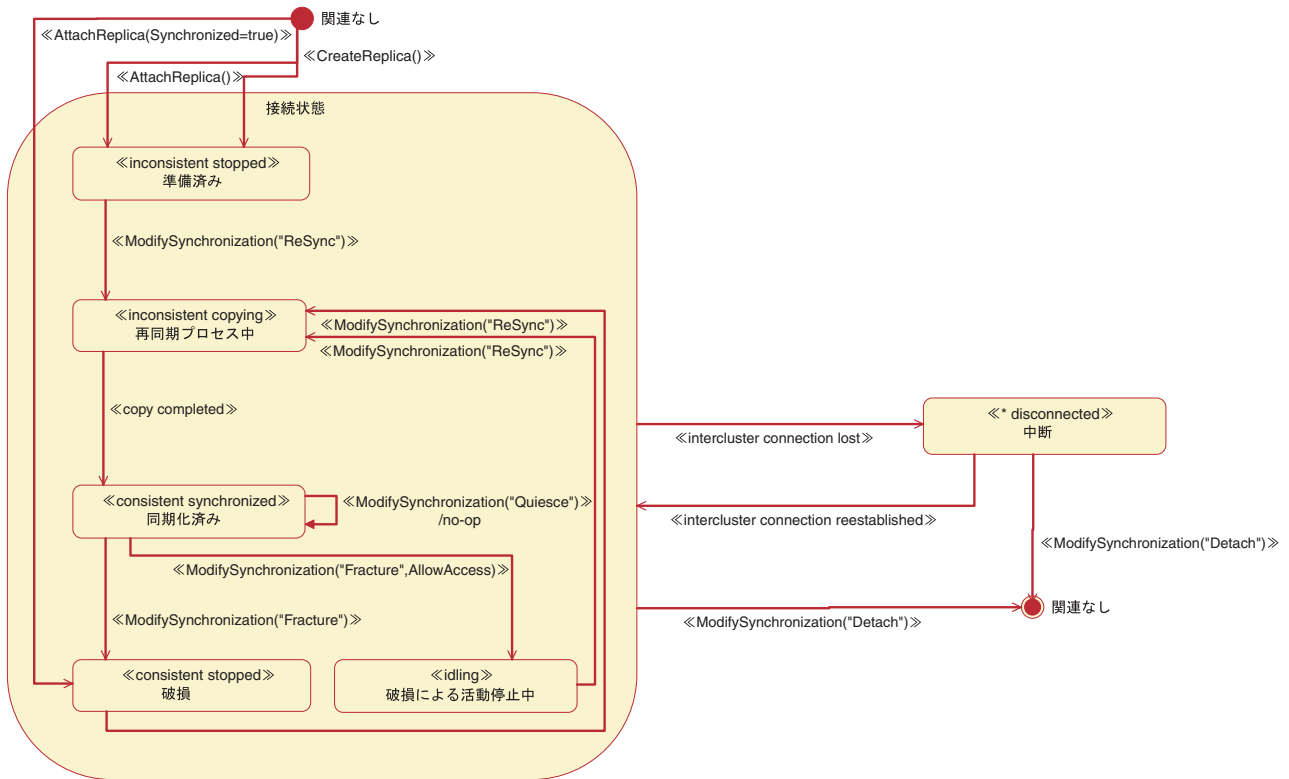 関連なし
≪AttachReplica(Synchronized=true)≫
≪CreateReplica()≫
≪AttachReplica()≫
接続状態
≪inconsistent stopped≫
準備済み
≪ModifySynchronization("ReSync")≫
≪inconsistent copying≫
再同期プロセス中
≪ModifySynchronization("ReSync")≫
≪ModifySynchronization("ReSync")≫
≪copy completed≫
≪* disconnected≫
中断
≪intercluster connection lost≫
≪consistent synchronized≫
同期化済み
≪ModifySynchronization("Quiesce")≫
/no-op
≪intercluster connection reestablished≫
≪ModifySynchronization("Detach")≫
≪ModifySynchronization("Fracture",AllowAccess)≫
≪ModifySynchronization("Fracture")≫
関連なし
≪ModifySynchronization("Detach")≫
≪consistent stopped≫
破損
≪idling≫
破損による活動停止中